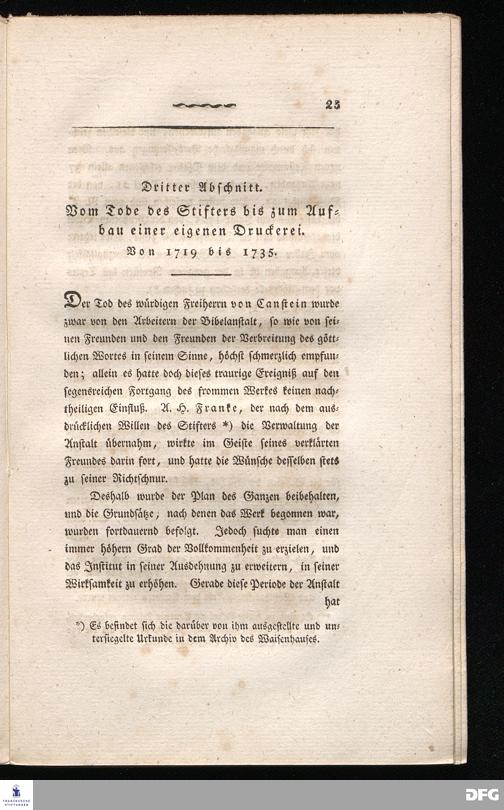 25
Dritter Abschnitt.
Vom Tode des Stifters bis zum Auf-
bau einer eigenen Druckerei.
Von 1719 bis 1735.
Der Tod des würdigen Freiherrn von Canstein wurde
zwar von den Arbeitern der Bibelanstalt, so wie von sei-
nen Freunden und den Freunden der Verbreitung des gött-
lichen Wortes in seinem Sinne, höchst schmerzlich empfun-
den; allein es hatte doch dieses traurige Ereigniß auf den
segensreichen Fortgang des frommen Werkes keinen nach-
theiligen Einfluß. A. H. Franke, der nach dem aus-
drücklichen Willen des Stifters *) die Verwaltung der
Anstalt übernahm, wirkte im Geiste seines verklärten
Freundes darin fort, und hatte die Wünsche desselben stets
zu seiner Richtschnur.
Deshalb wurde der Plan des Ganzen beibehalten,
und die Grundsätze, nach denen das Werk begonnen war,
wurden fortdauernd befolgt. Jedoch suchte man einen
immer höhern Grad der Vollkommenheit zu erzielen, und
das Institut in seiner Ausdehnung zu erweitern, in seiner
Wirksamkeit zu erhöhen. Gerade diese Periode der Anstalt
hat
*) Es befindet sich die darüber von ihm ausgestellte und un-
tersiegelte Urkunde in dem Archiv des Waisenhauses.
FRANCKESCHE
STIFTUNGEN
DFG